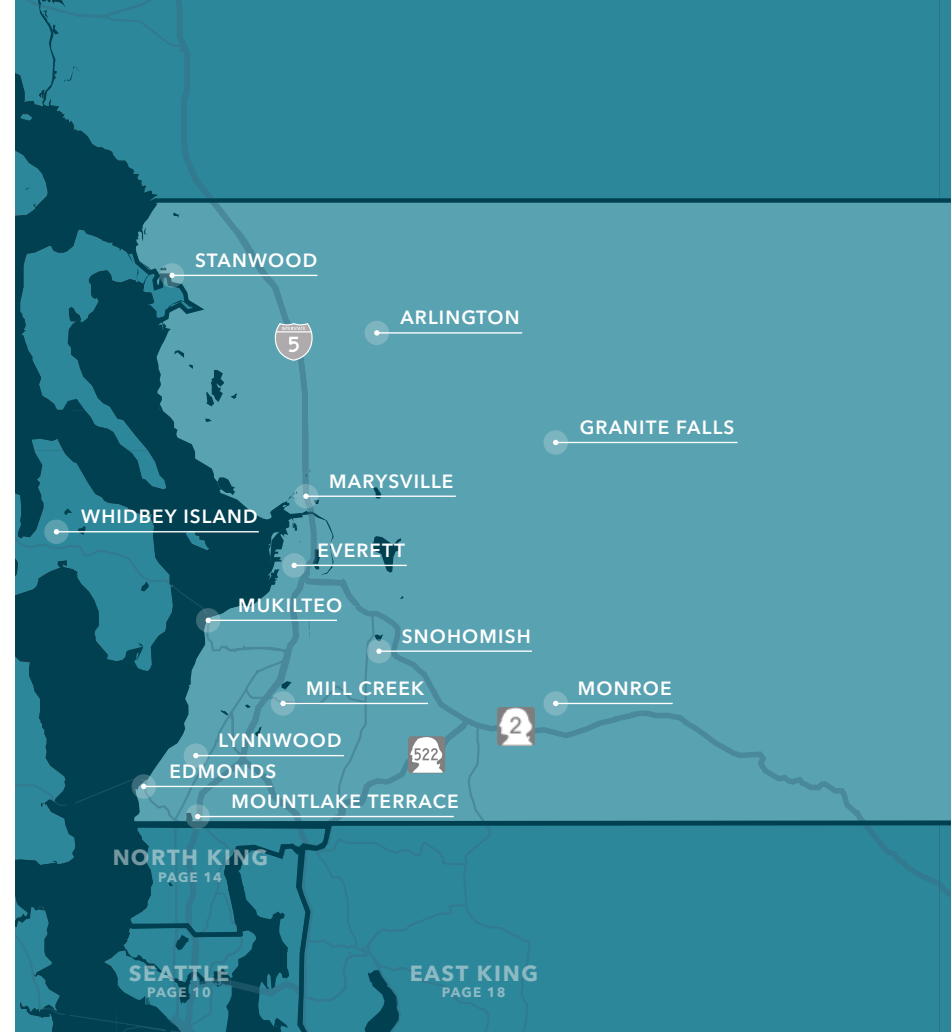 STANWOOD
ARLINGTON
INTERSTATE
5
GRANITE FALLS
MARYSVILLE
WHIDBEY ISLAND
EVERETT
MUKILTEO
SNOHOMISH
MILL CREEK
MONROE
2
LYNNWOOD
522
EDMONDS
MOUNTLAKE TERRACE
NORTH KING
PAGE 14
SEATTLE
PAGE 10
EAST KING
PAGE 18